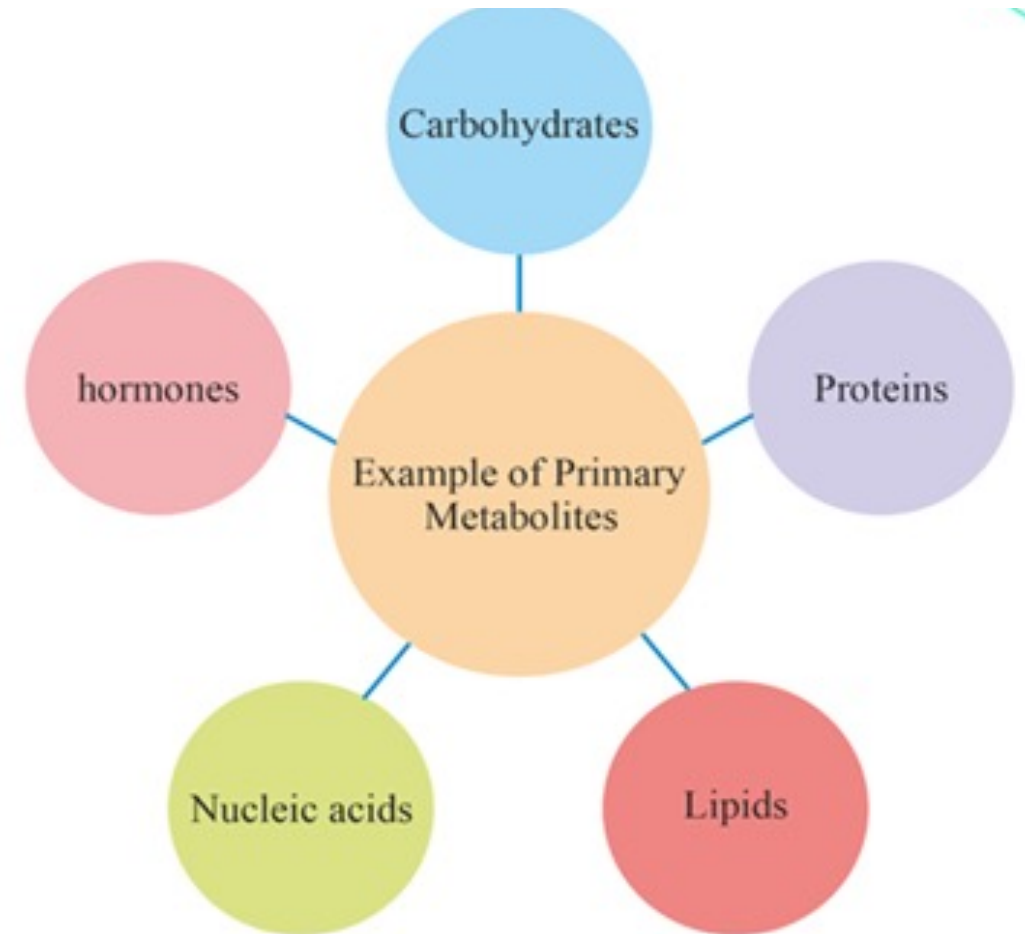 Carbohydrates
hormones
Proteins
Example of Primary
Metabolites
Nucleic acids
Lipids